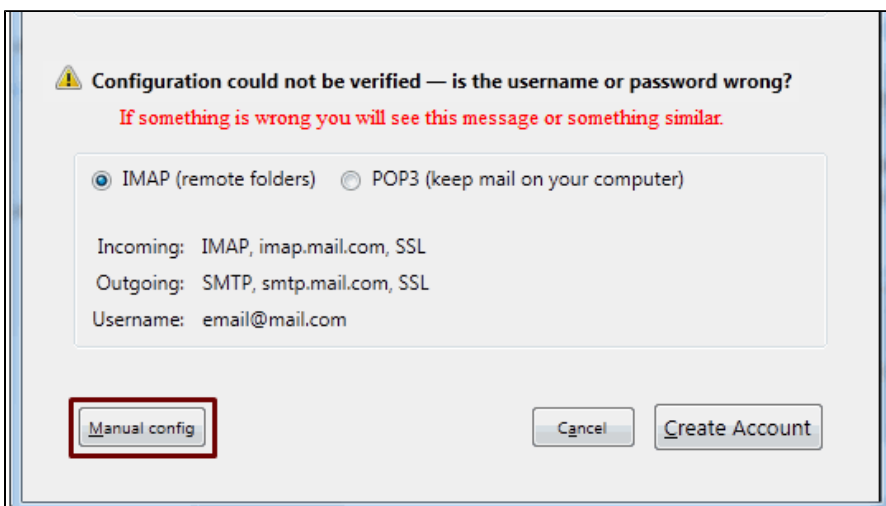 Configuration could not be verified — is the username or password wrong?
If something is wrong you will see this message or something similar.
IMAP (remote folders) POP3 (keep mail on your computer)
Incoming: IMAP, imap.mail.com, SSL
Outgoing: SMTP, smtp.mail.com, SSL
Username: email@mail.com
Manual config Cancel Create Account